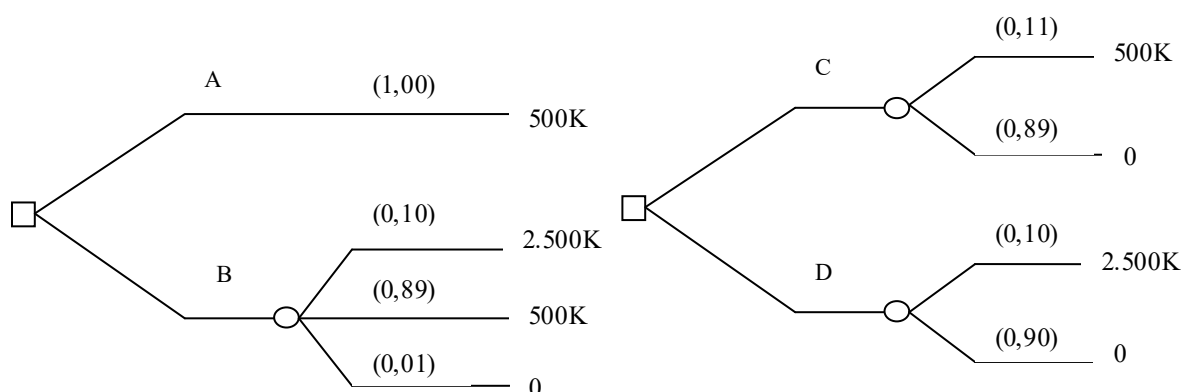 A
(1,00)
500K
B
(0,10)
2.500K
(0,89)
500K
(0,01)
0
C
(0,11)
500K
(0,89)
0
D
(0,10)
2.500K
(0,90)
0